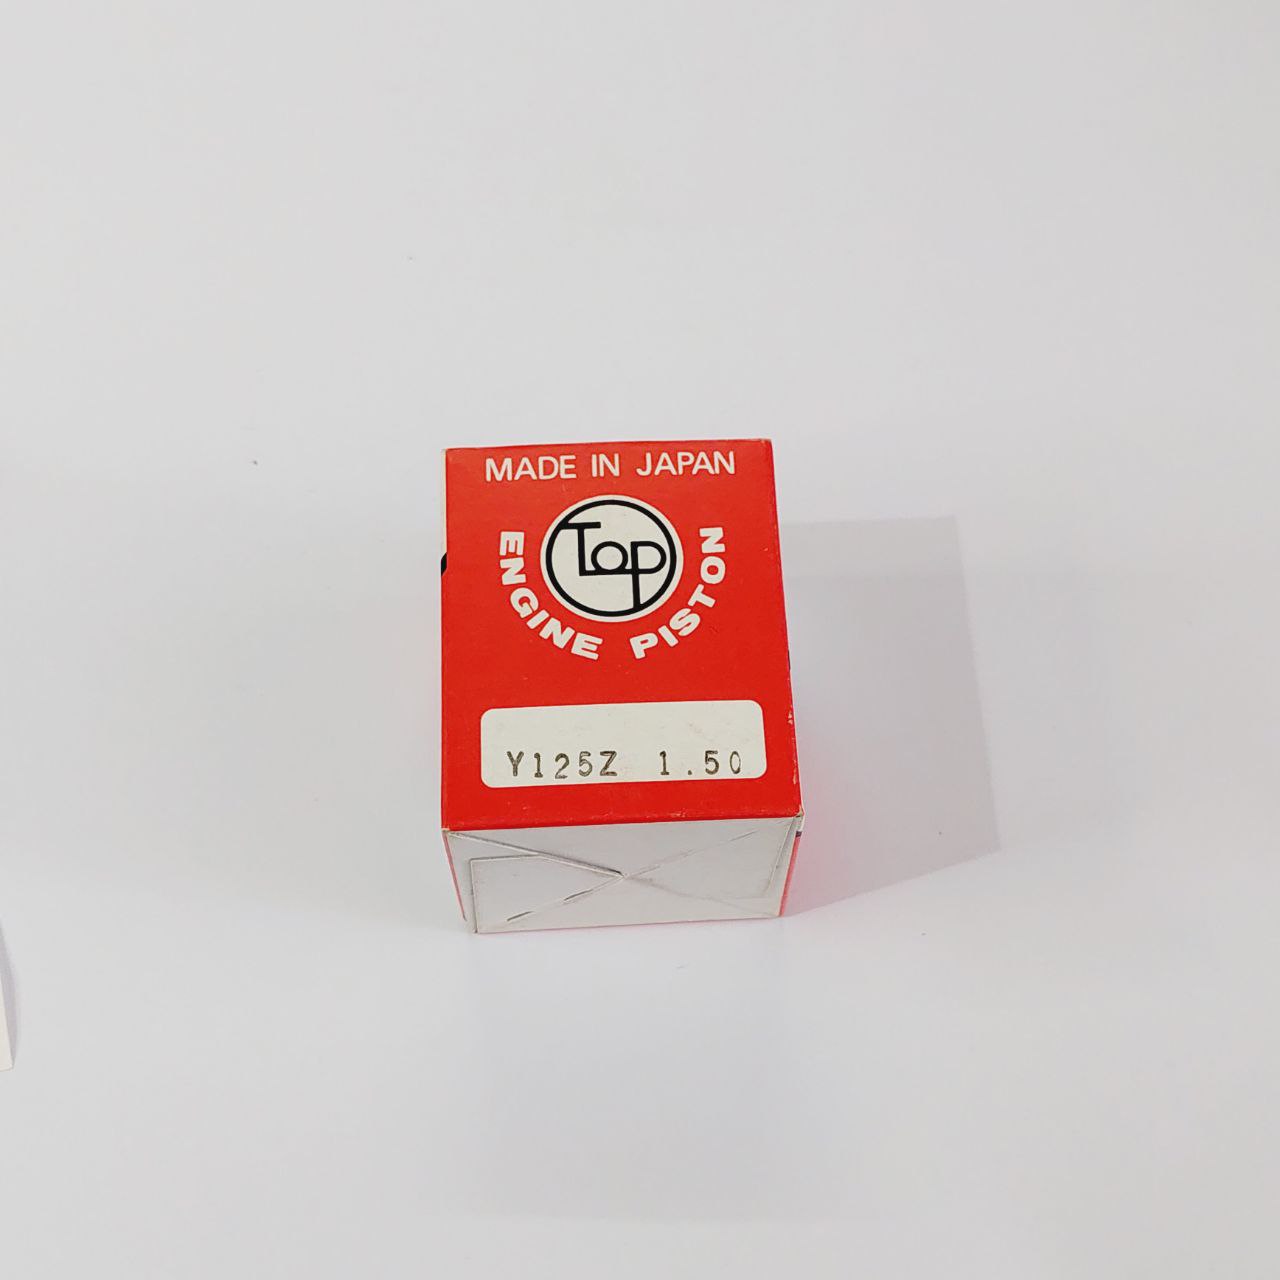 MADE IN JAPAN
Top
ENGINE PISTON
Y125Z 1.50